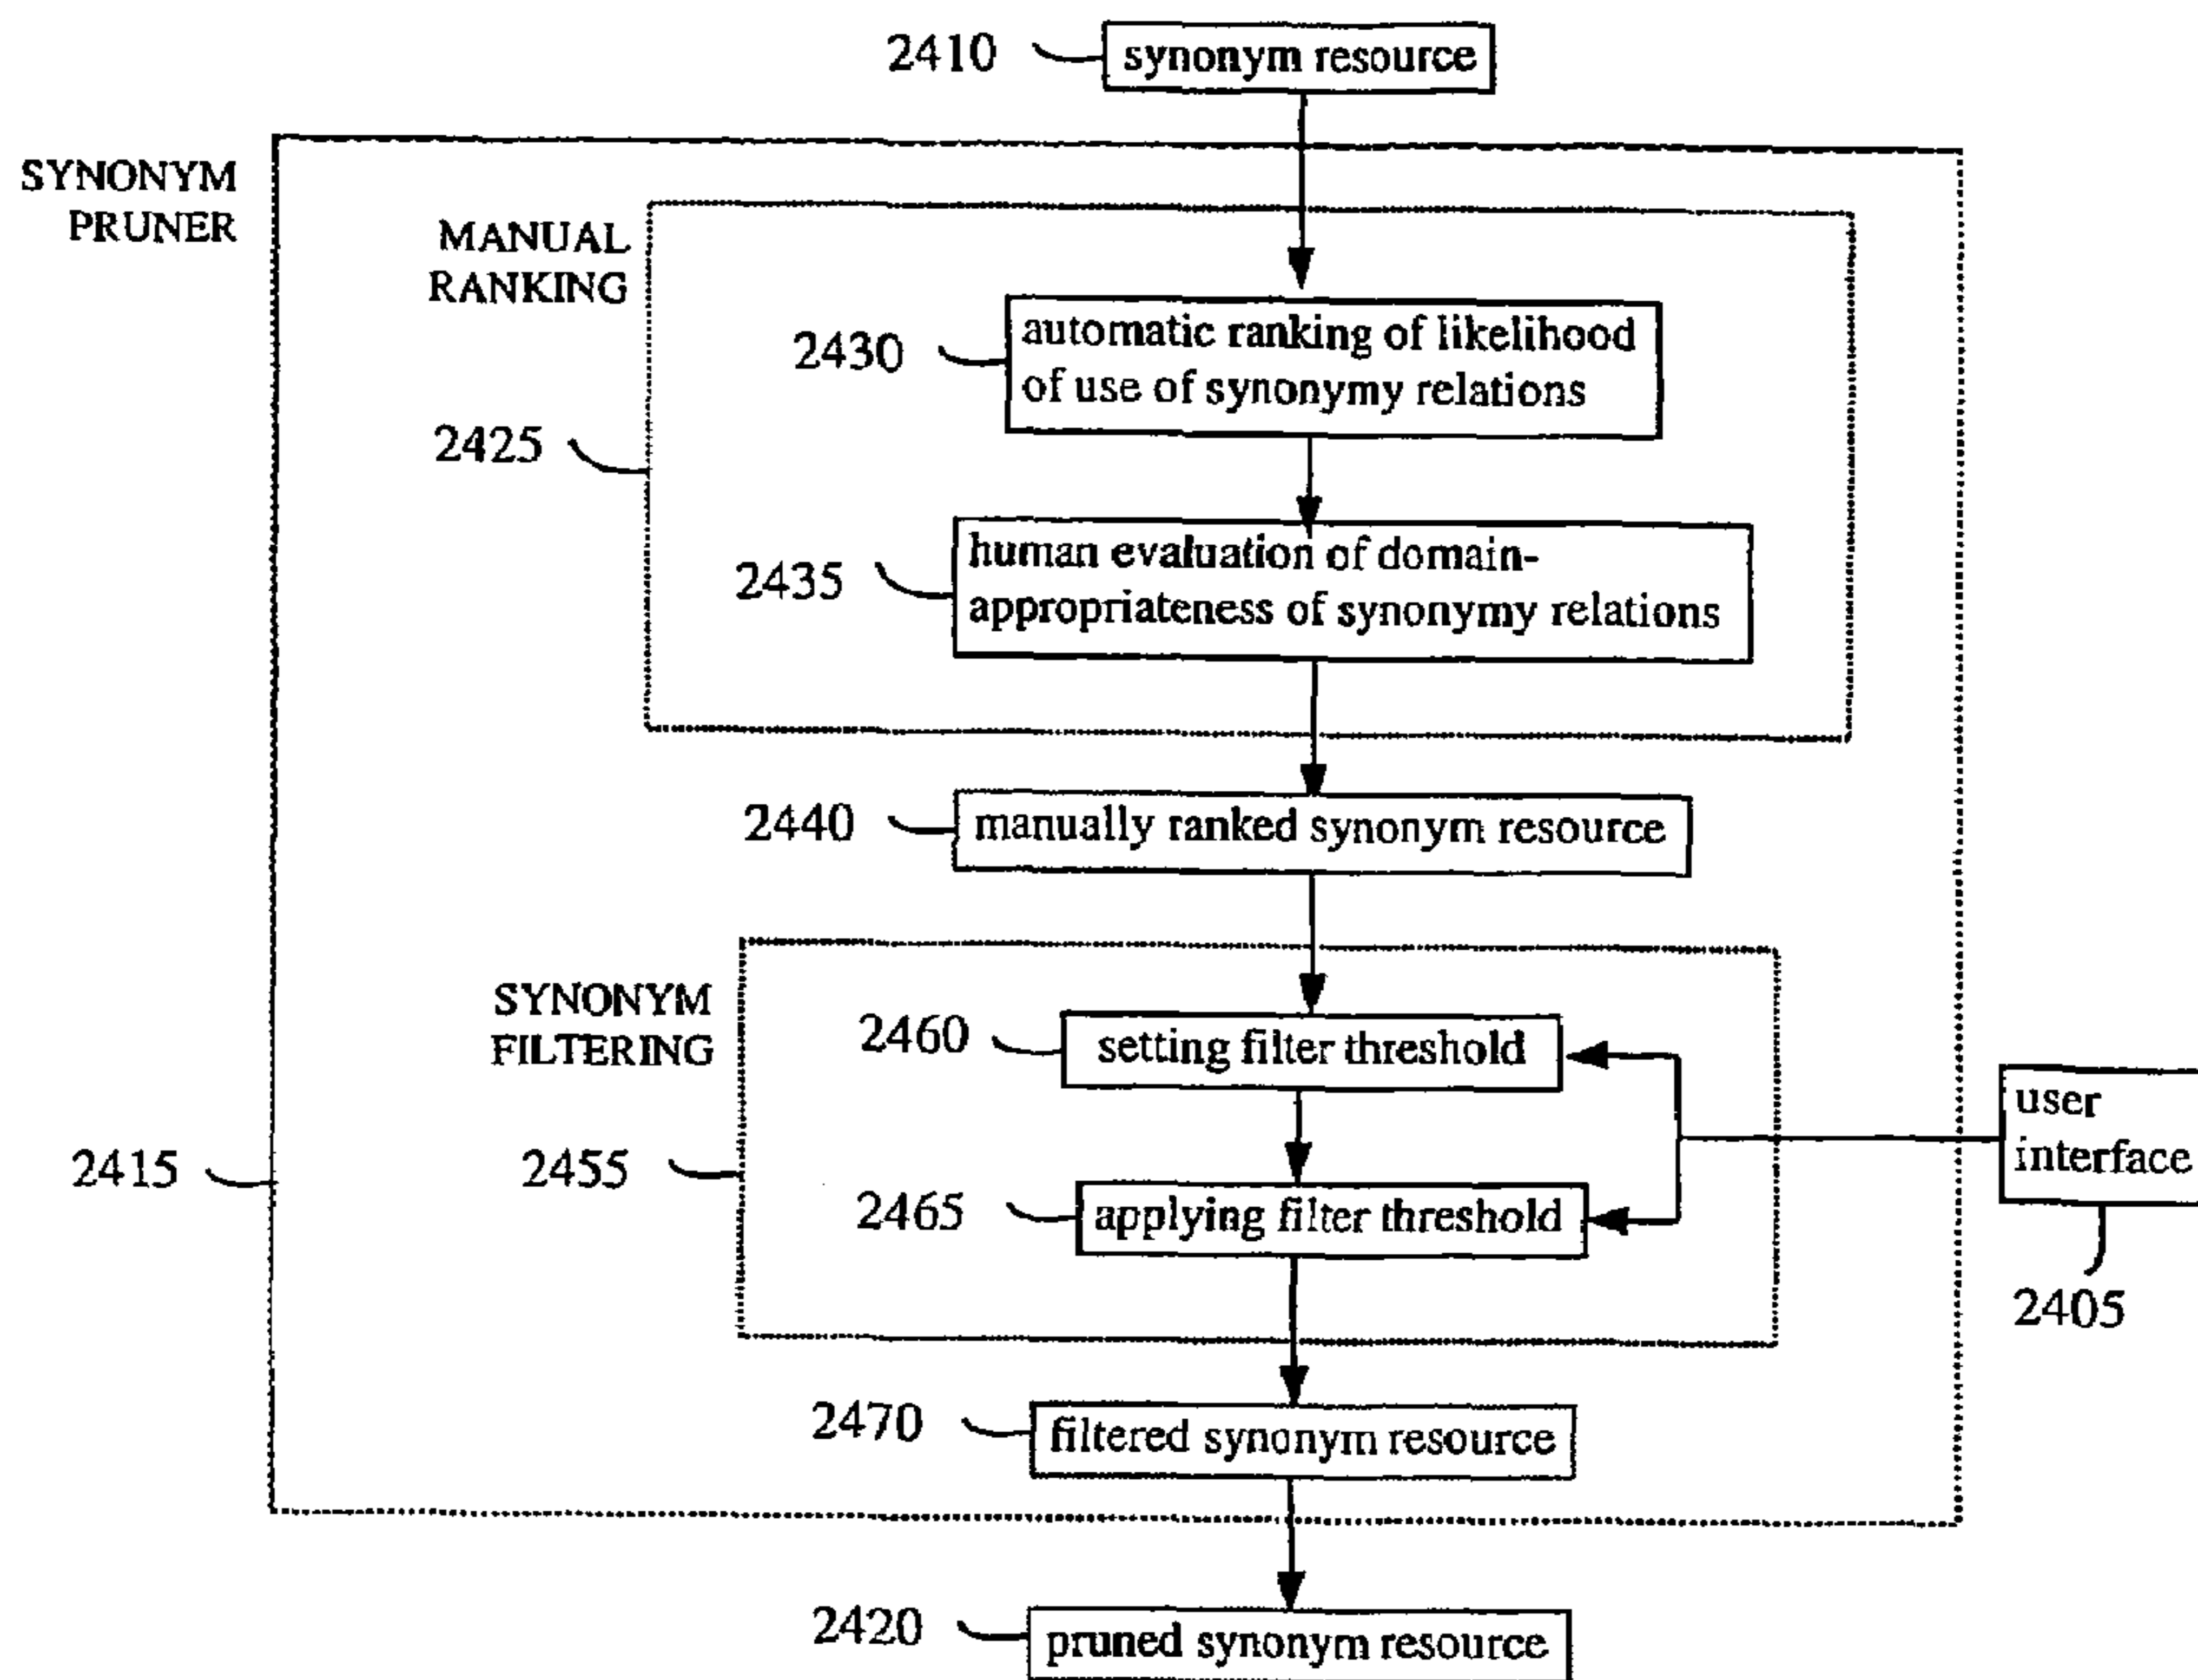 2410
synonym resource
SYNONYM
PRUNER
MANUAL
RANKING
2430
automatic ranking of likelihood
of use of synonymy relations
2425
2435
human evaluation of domain-
appropriateness of synonymy relations
2440
manually ranked synonym resource
SYNONYM
FILTERING
2460
setting filter threshold
user
interface
2415
2455
2465
applying filter threshold
2405
2470
filtered synonym resource
2420
pruned synonym resource